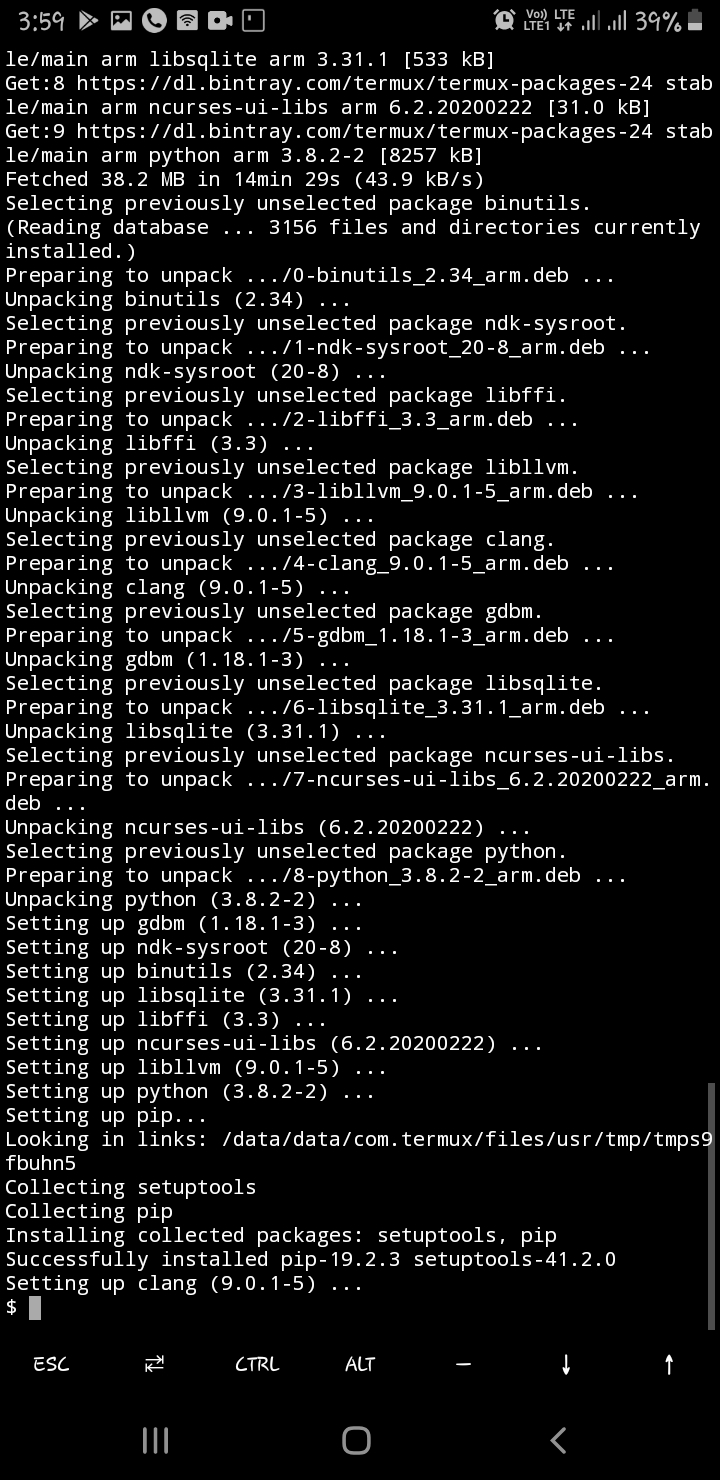 3:59
Vo)) LTE
LTE1
39%
le/main arm libsqlite arm 3.31.1 [533 kB]
Get:8 https://dl.bintray.com/termux/termux-packages-24 stab
le/main arm ncurses-ui-libs arm 6.2.20200222 [31.0 kB]
Get:9 https://dl.bintray.com/termux/termux-packages-24 stab
le/main arm python arm 3.8.2-2 [8257 kB]
Fetched 38.2 MB in 14min 29s (43.9 kB/s)
Selecting previously unselected package binutils.
(Reading database ... 3156 files and directories currently
installed.)
Preparing to unpack .../0-binutils_2.34_arm.deb ...
Unpacking binutils (2.34) ...
Selecting previously unselected package ndk-sysroot.
Preparing to unpack .../1-ndk-sysroot_20-8_arm.deb ...
Unpacking ndk-sysroot (20-8) ...
Selecting previously unselected package libffi.
Preparing to unpack .../2-libffi_3.3_arm.deb ...
Unpacking libffi (3.3) ...
Selecting previously unselected package libllvm.
Preparing to unpack .../3-libllvm_9.0.1-5_arm.deb ...
Unpacking libllvm (9.0.1-5) ...
Selecting previously unselected package clang.
Preparing to unpack .../4-clang_9.0.1-5_arm.deb ...
Unpacking clang (9.0.1-5) ...
Selecting previously unselected package gdbm.
Preparing to unpack .../5-gdbm_1.18.1-3_arm.deb ...
Unpacking gdbm (1.18.1-3) ...
Selecting previously unselected package libsqlite.
Preparing to unpack .../6-libsqlite_3.31.1_arm.deb ...
Unpacking libsqlite (3.31.1) ...
Selecting previously unselected package ncurses-ui-libs.
Preparing to unpack .../7-ncurses-ui-libs_6.2.20200222_arm.
deb ...
Unpacking ncurses-ui-libs (6.2.20200222) ...
Selecting previously unselected package python.
Preparing to unpack .../8-python_3.8.2-2_arm.deb ...
Unpacking python (3.8.2-2) ...
Setting up gdbm (1.18.1-3) ...
Setting up ndk-sysroot (20-8) ...
Setting up binutils (2.34) ...
Setting up libsqlite (3.31.1) ...
Setting up libffi (3.3) ...
Setting up ncurses-ui-libs (6.2.20200222) ...
Setting up libllvm (9.0.1-5) ...
Setting up python (3.8.2-2) ...
Setting up pip...
Looking in links: /data/data/com.termux/files/usr/tmp/tmps9
fbuhn5
Collecting setuptools
Collecting pip
Installing collected packages: setuptools, pip
Successfully installed pip-19.2.3 setuptools-41.2.0
Setting up clang (9.0.1-5) ...
$
ESC ⇄ CTRL ALT — ↓ ↑